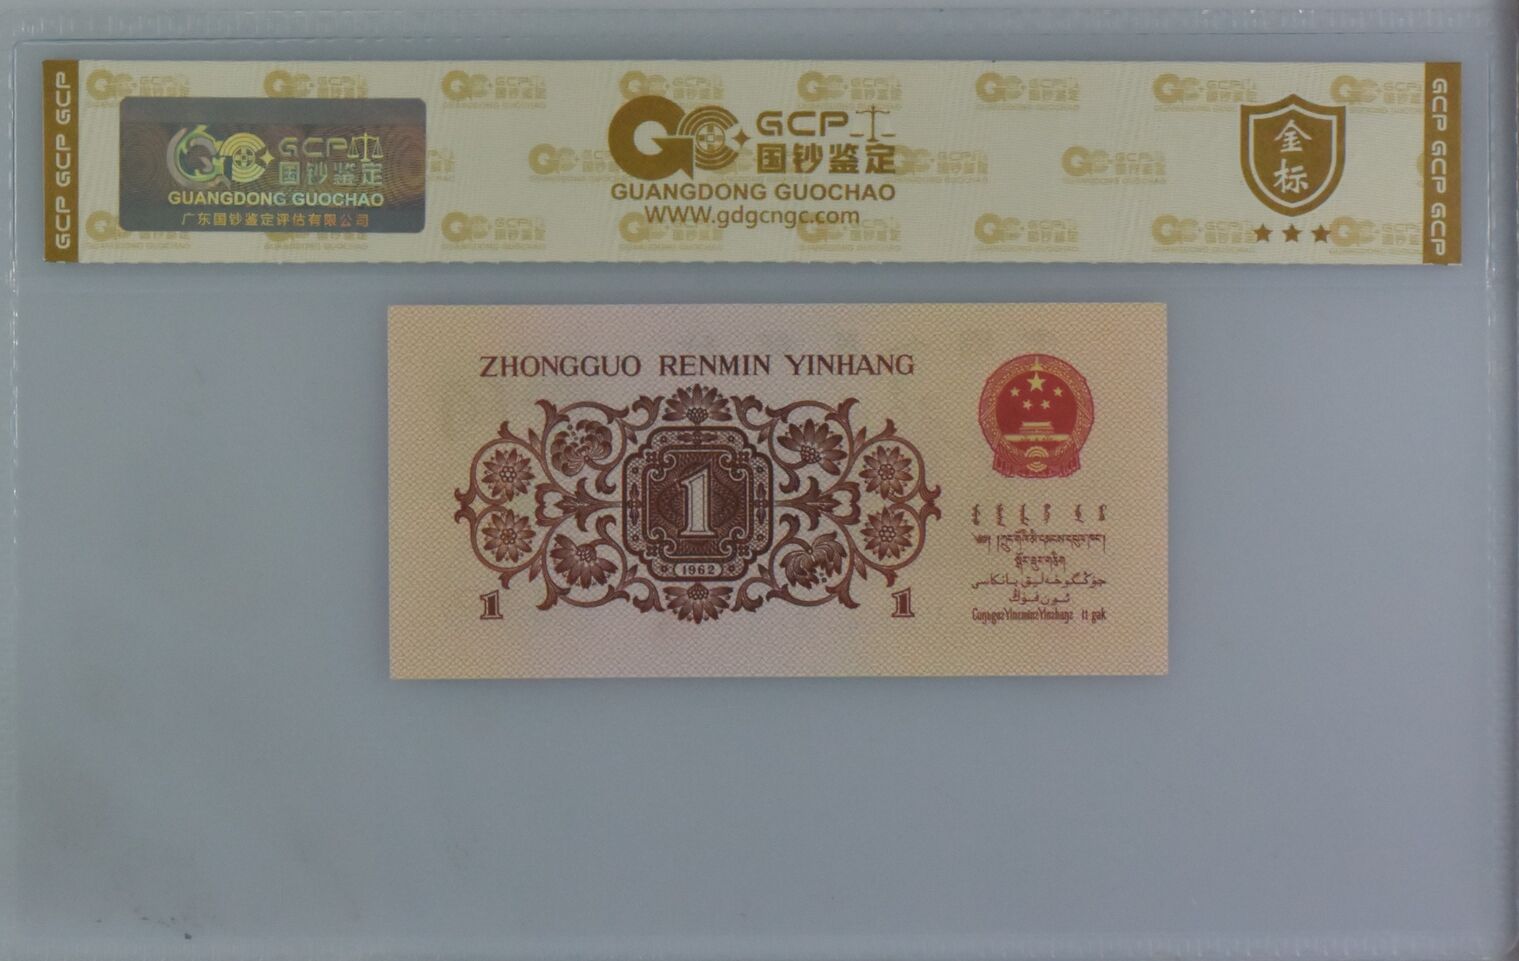 GCP GCP GCP
GCP
国钞鉴定
GUANGDONG GUOCHAO
广东国钞鉴定评估有限公司
GCP
国钞鉴定
GUANGDONG GUOCHAO
WWW.gdgcngc.com
金标
GCP GCP GCP
ZHONGGUO RENMIN YINHANG
1
1962
1
1
جۇڭگوخەلىق بانكاسى